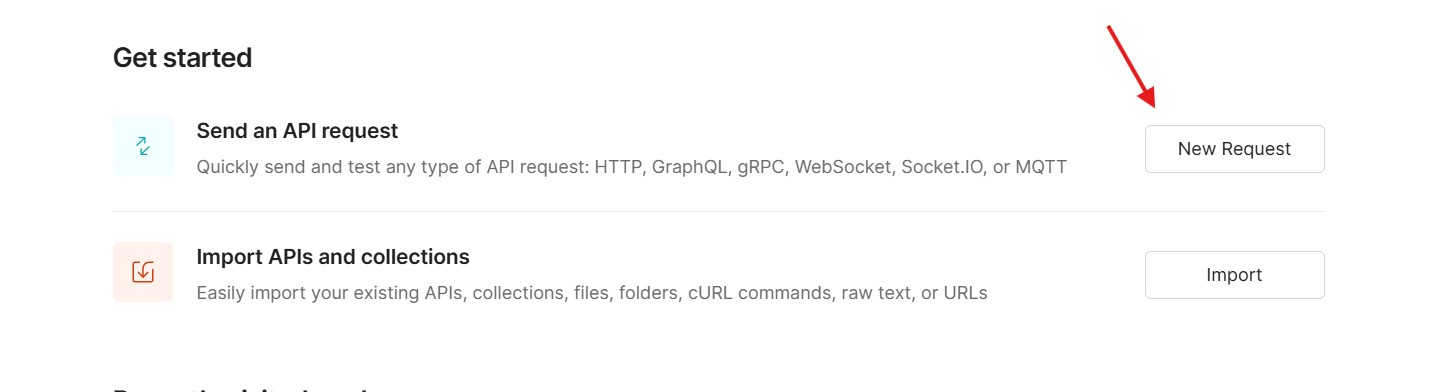 Get started
Send an API request
Quickly send and test any type of API request: HTTP, GraphQL, gRPC, WebSocket, Socket.IO, or MQTT
New Request
Import APIs and collections
Easily import your existing APIs, collections, files, folders, cURL commands, raw text, or URLs
Import